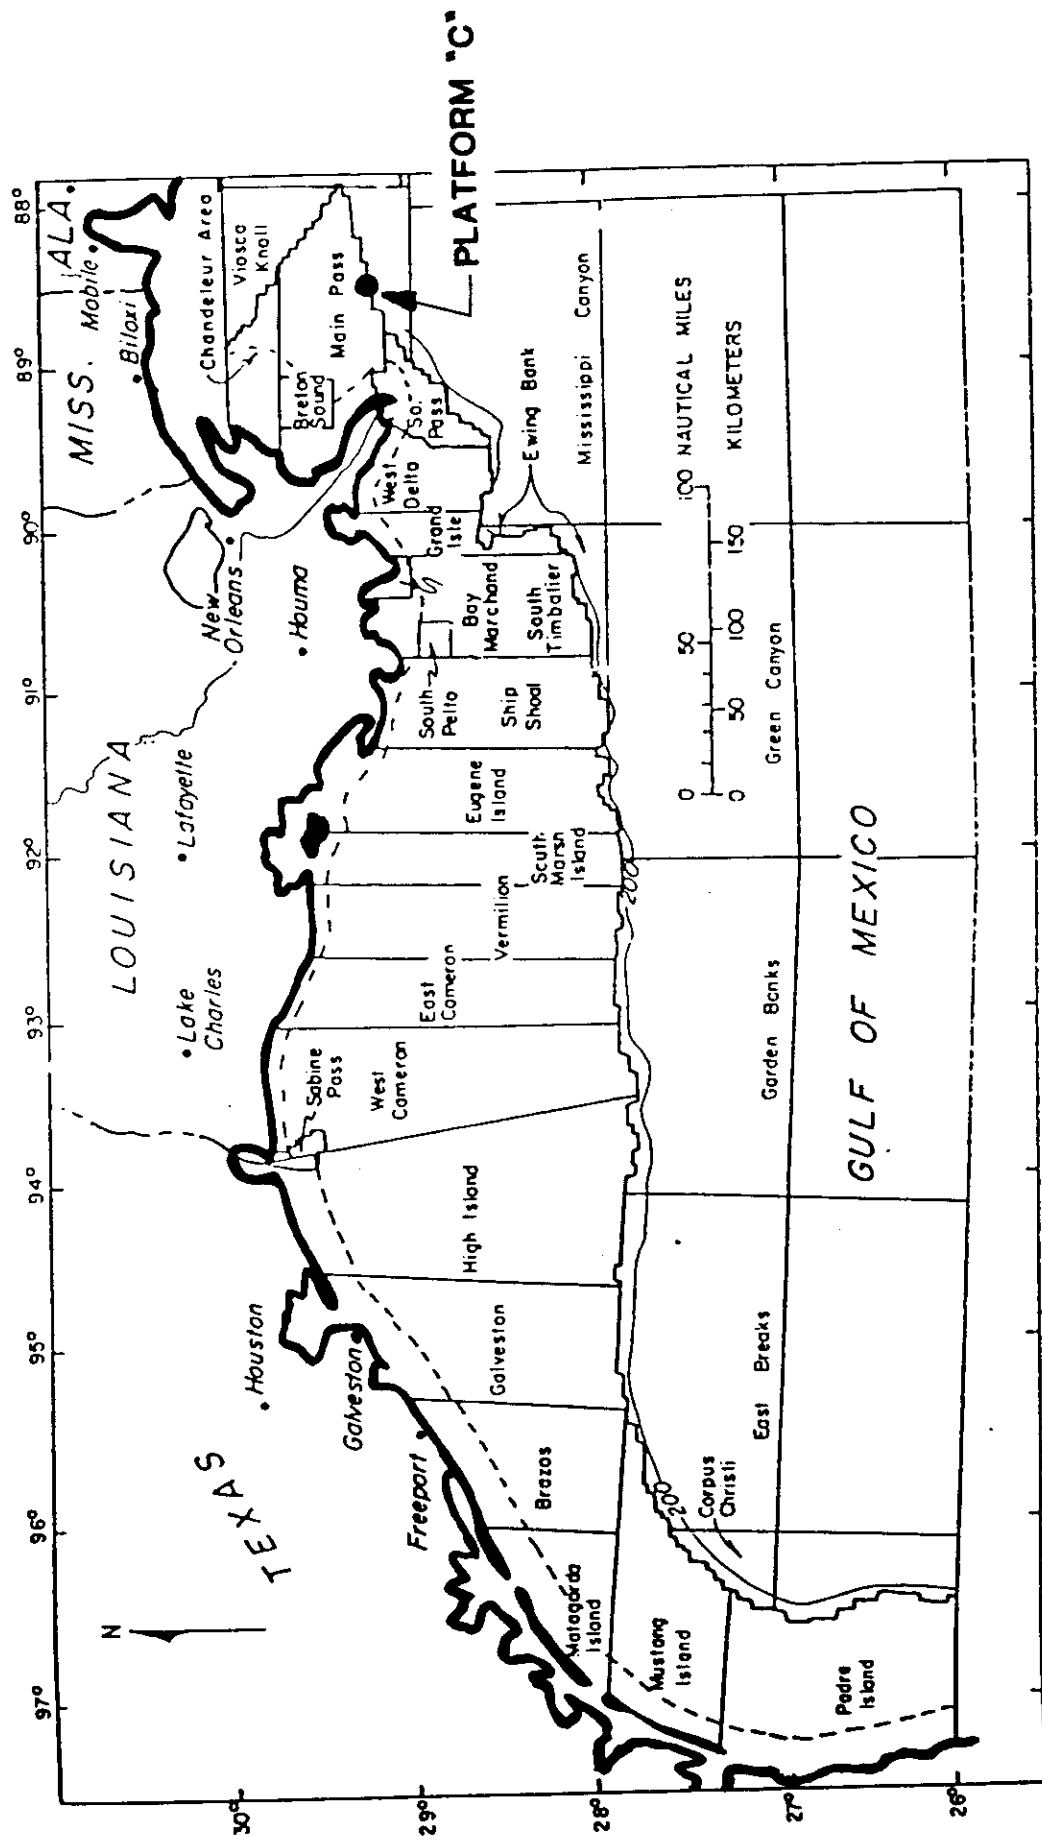 97°
96°
95°
94°
93°
92°
91°
90°
89°
88°
N
TEXAS
LOUISIANA
MISS.
ALA.
Houston
Galveston
Freeport
Lake
Charles
Lafayette
New
Orleans
Houma
Biloxi
Mobile
30°
29°
28°
27°
26°
Sabine
Pass
West
Cameron
East
Cameron
Vermilion
South
Marsh
Island
Eugene
Island
Ship
Shoal
South
Pelto
Bay
Marchand
South
Timbalier
Grand
Isle
West
Delta
So.
Pass
Breton
Sound
Main Pass
Chandeleur Area
Viosca
Knoll
PLATFORM "C"
High Island
Galveston
Brazos
Matagorda
Island
Mustang
Island
Padre
Island
Corpus
Christi
200
200
East Breaks
Garden Banks
Green Canyon
Ewing Bank
Mississippi Canyon
0
50
100 NAUTICAL MILES
0
50
100
150
KILOMETERS
GULF OF MEXICO